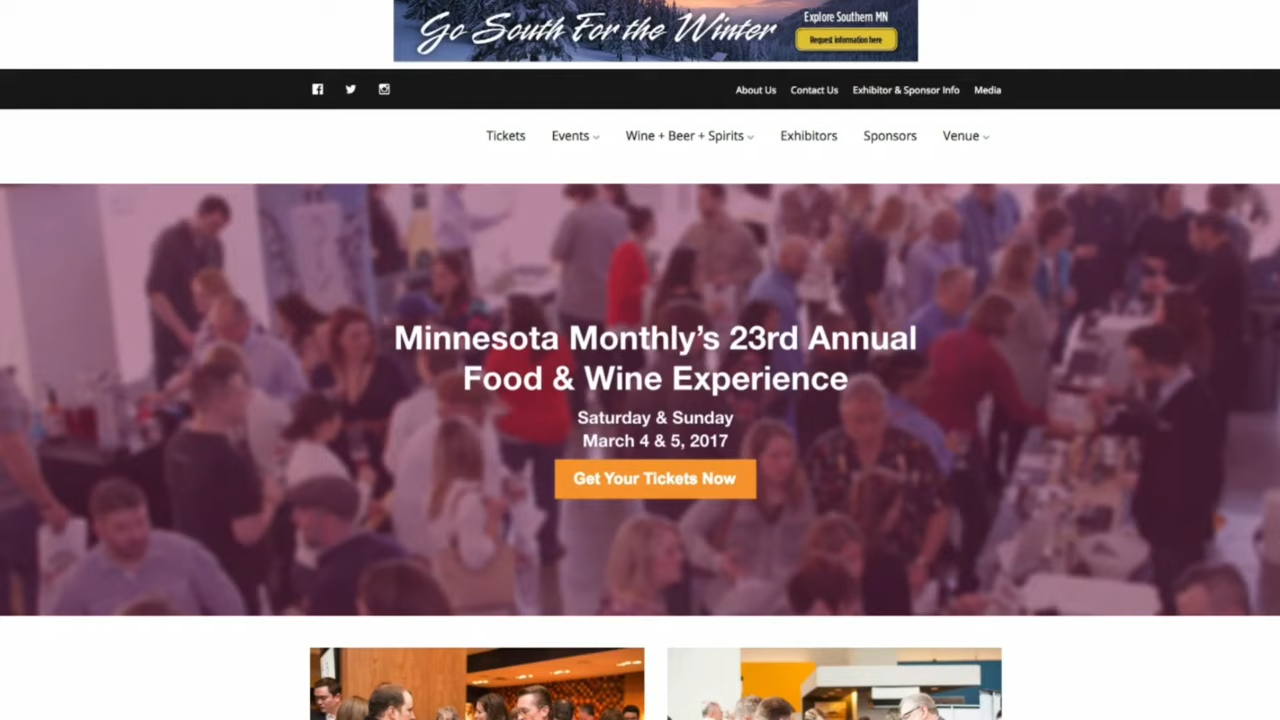 Go South For the Winter
Explore Southern MN
Request information here
About Us Contact Us Exhibitor & Sponsor Info Media
Tickets Events Wine + Beer + Spirits Exhibitors Sponsors Venue
Minnesota Monthly's 23rd Annual
Food & Wine Experience
Saturday & Sunday
March 4 & 5, 2017
Get Your Tickets Now